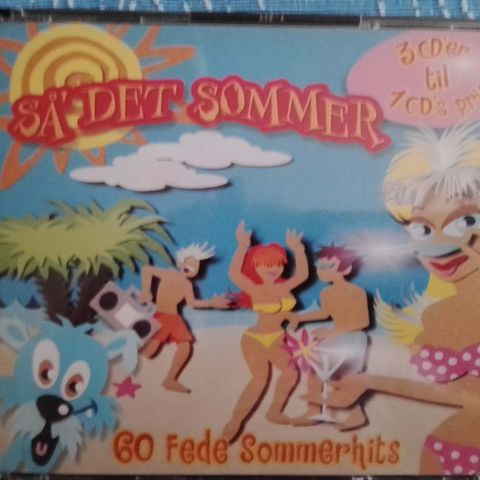 SÅ' DET SOMMER
3 CD'er
til
1 CD's pris
60 Fede Sommerhits